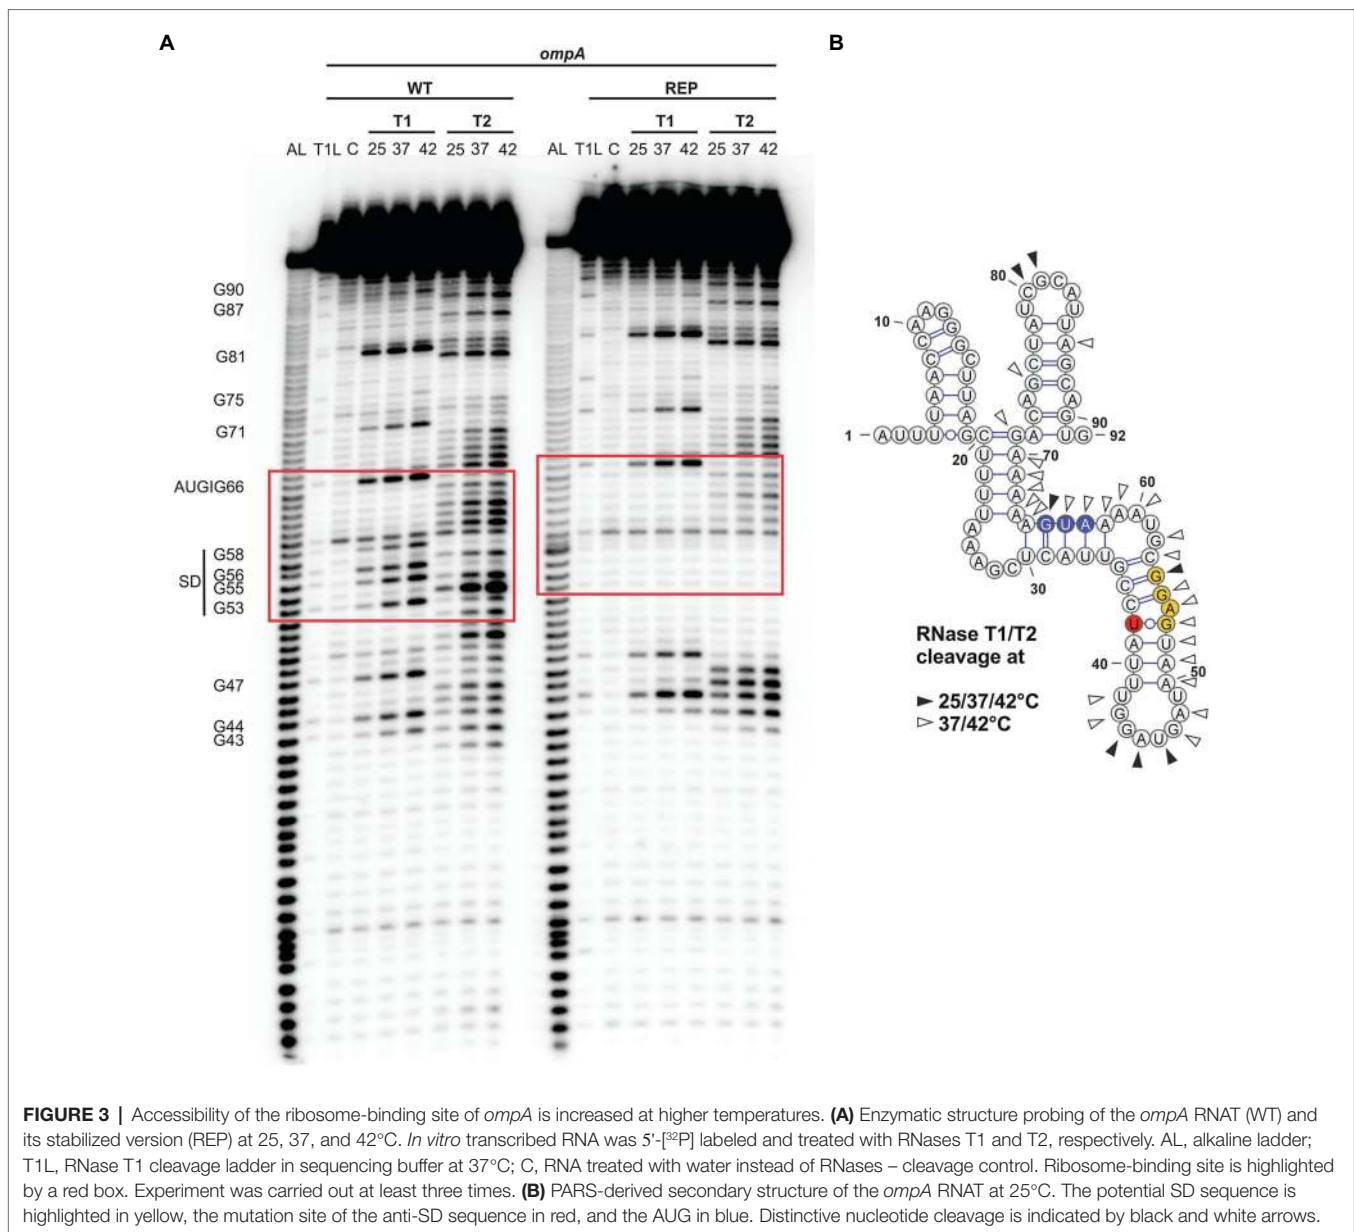 A
B
ompA
WT
REP
T1
T2
T1
T2
AL T1L C 25 37 42 25 37 42
AL T1L C 25 37 42 25 37 42
G90
G87
G81
G75
G71
AUGIG66
G58
G56
SD
G55
G53
G47
G44
G43
80
10
1
90
92
20
70
60
30
40
50
RNase T1/T2
cleavage at
25/37/42°C
37/42°C
FIGURE 3 | Accessibility of the ribosome-binding site of ompA is increased at higher temperatures. (A) Enzymatic structure probing of the ompA RNAT (WT) and
its stabilized version (REP) at 25, 37, and 42°C. In vitro transcribed RNA was 5'-[³²P] labeled and treated with RNases T1 and T2, respectively. AL, alkaline ladder;
T1L, RNase T1 cleavage ladder in sequencing buffer at 37°C; C, RNA treated with water instead of RNases – cleavage control. Ribosome-binding site is highlighted
by a red box. Experiment was carried out at least three times. (B) PARS-derived secondary structure of the ompA RNAT at 25°C. The potential SD sequence is
highlighted in yellow, the mutation site of the anti-SD sequence in red, and the AUG in blue. Distinctive nucleotide cleavage is indicated by black and white arrows.